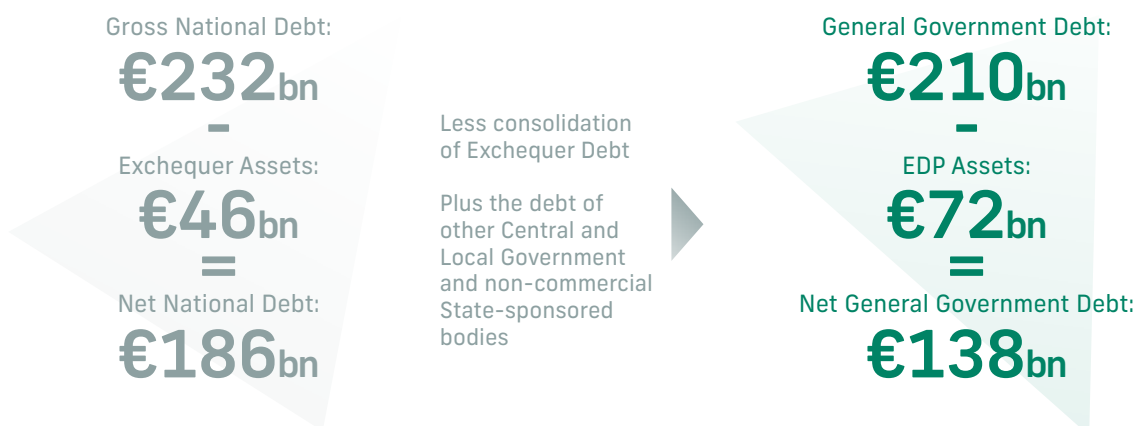 Gross National Debt:
€232bn
-
Exchequer Assets:
€46bn
=
Net National Debt:
€186bn
Less consolidation
of Exchequer Debt
Plus the debt of
other Central and
Local Government
and non-commercial
State-sponsored
bodies
General Government Debt:
€210bn
-
EDP Assets:
€72bn
=
Net General Government Debt:
€138bn